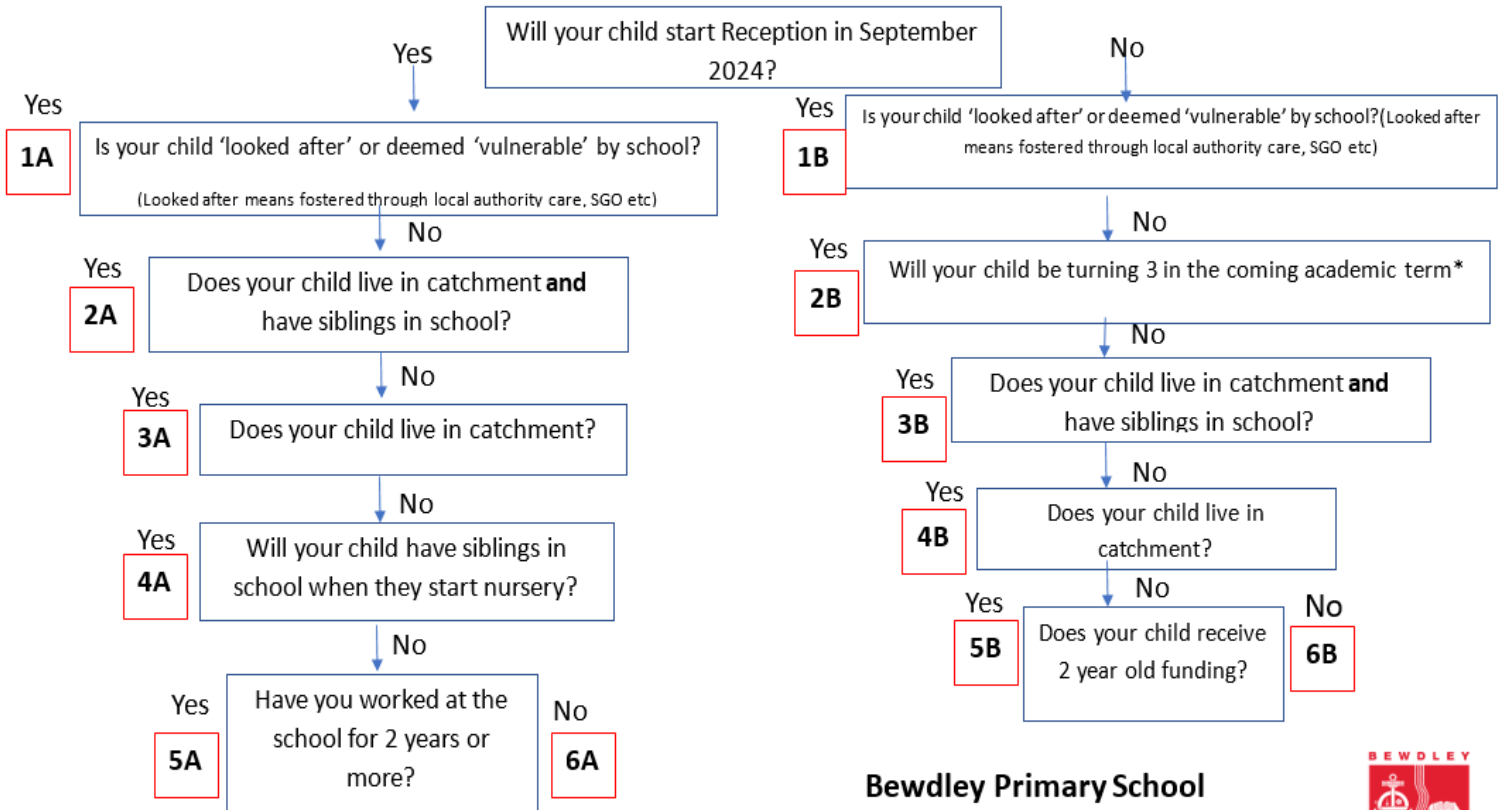 Will your child start Reception in September
2024?
Yes
No
Yes
1A
Is your child ‘looked after’ or deemed ‘vulnerable’ by school?
(Looked after means fostered through local authority care, SGO etc)
No
Yes
2A
Does your child live in catchment and
have siblings in school?
No
Yes
3A
Does your child live in catchment?
No
Yes
4A
Will your child have siblings in
school when they start nursery?
No
Yes
5A
Have you worked at the
school for 2 years or
more?
No
6A
Yes
1B
Is your child ‘looked after’ or deemed ‘vulnerable’ by school?(Looked after
means fostered through local authority care, SGO etc)
No
Yes
2B
Will your child be turning 3 in the coming academic term*
No
Yes
3B
Does your child live in catchment and
have siblings in school?
No
Yes
4B
Does your child live in
catchment?
No
Yes
5B
Does your child receive
2 year old funding?
No
6B
Bewdley Primary School
BEWDLEY